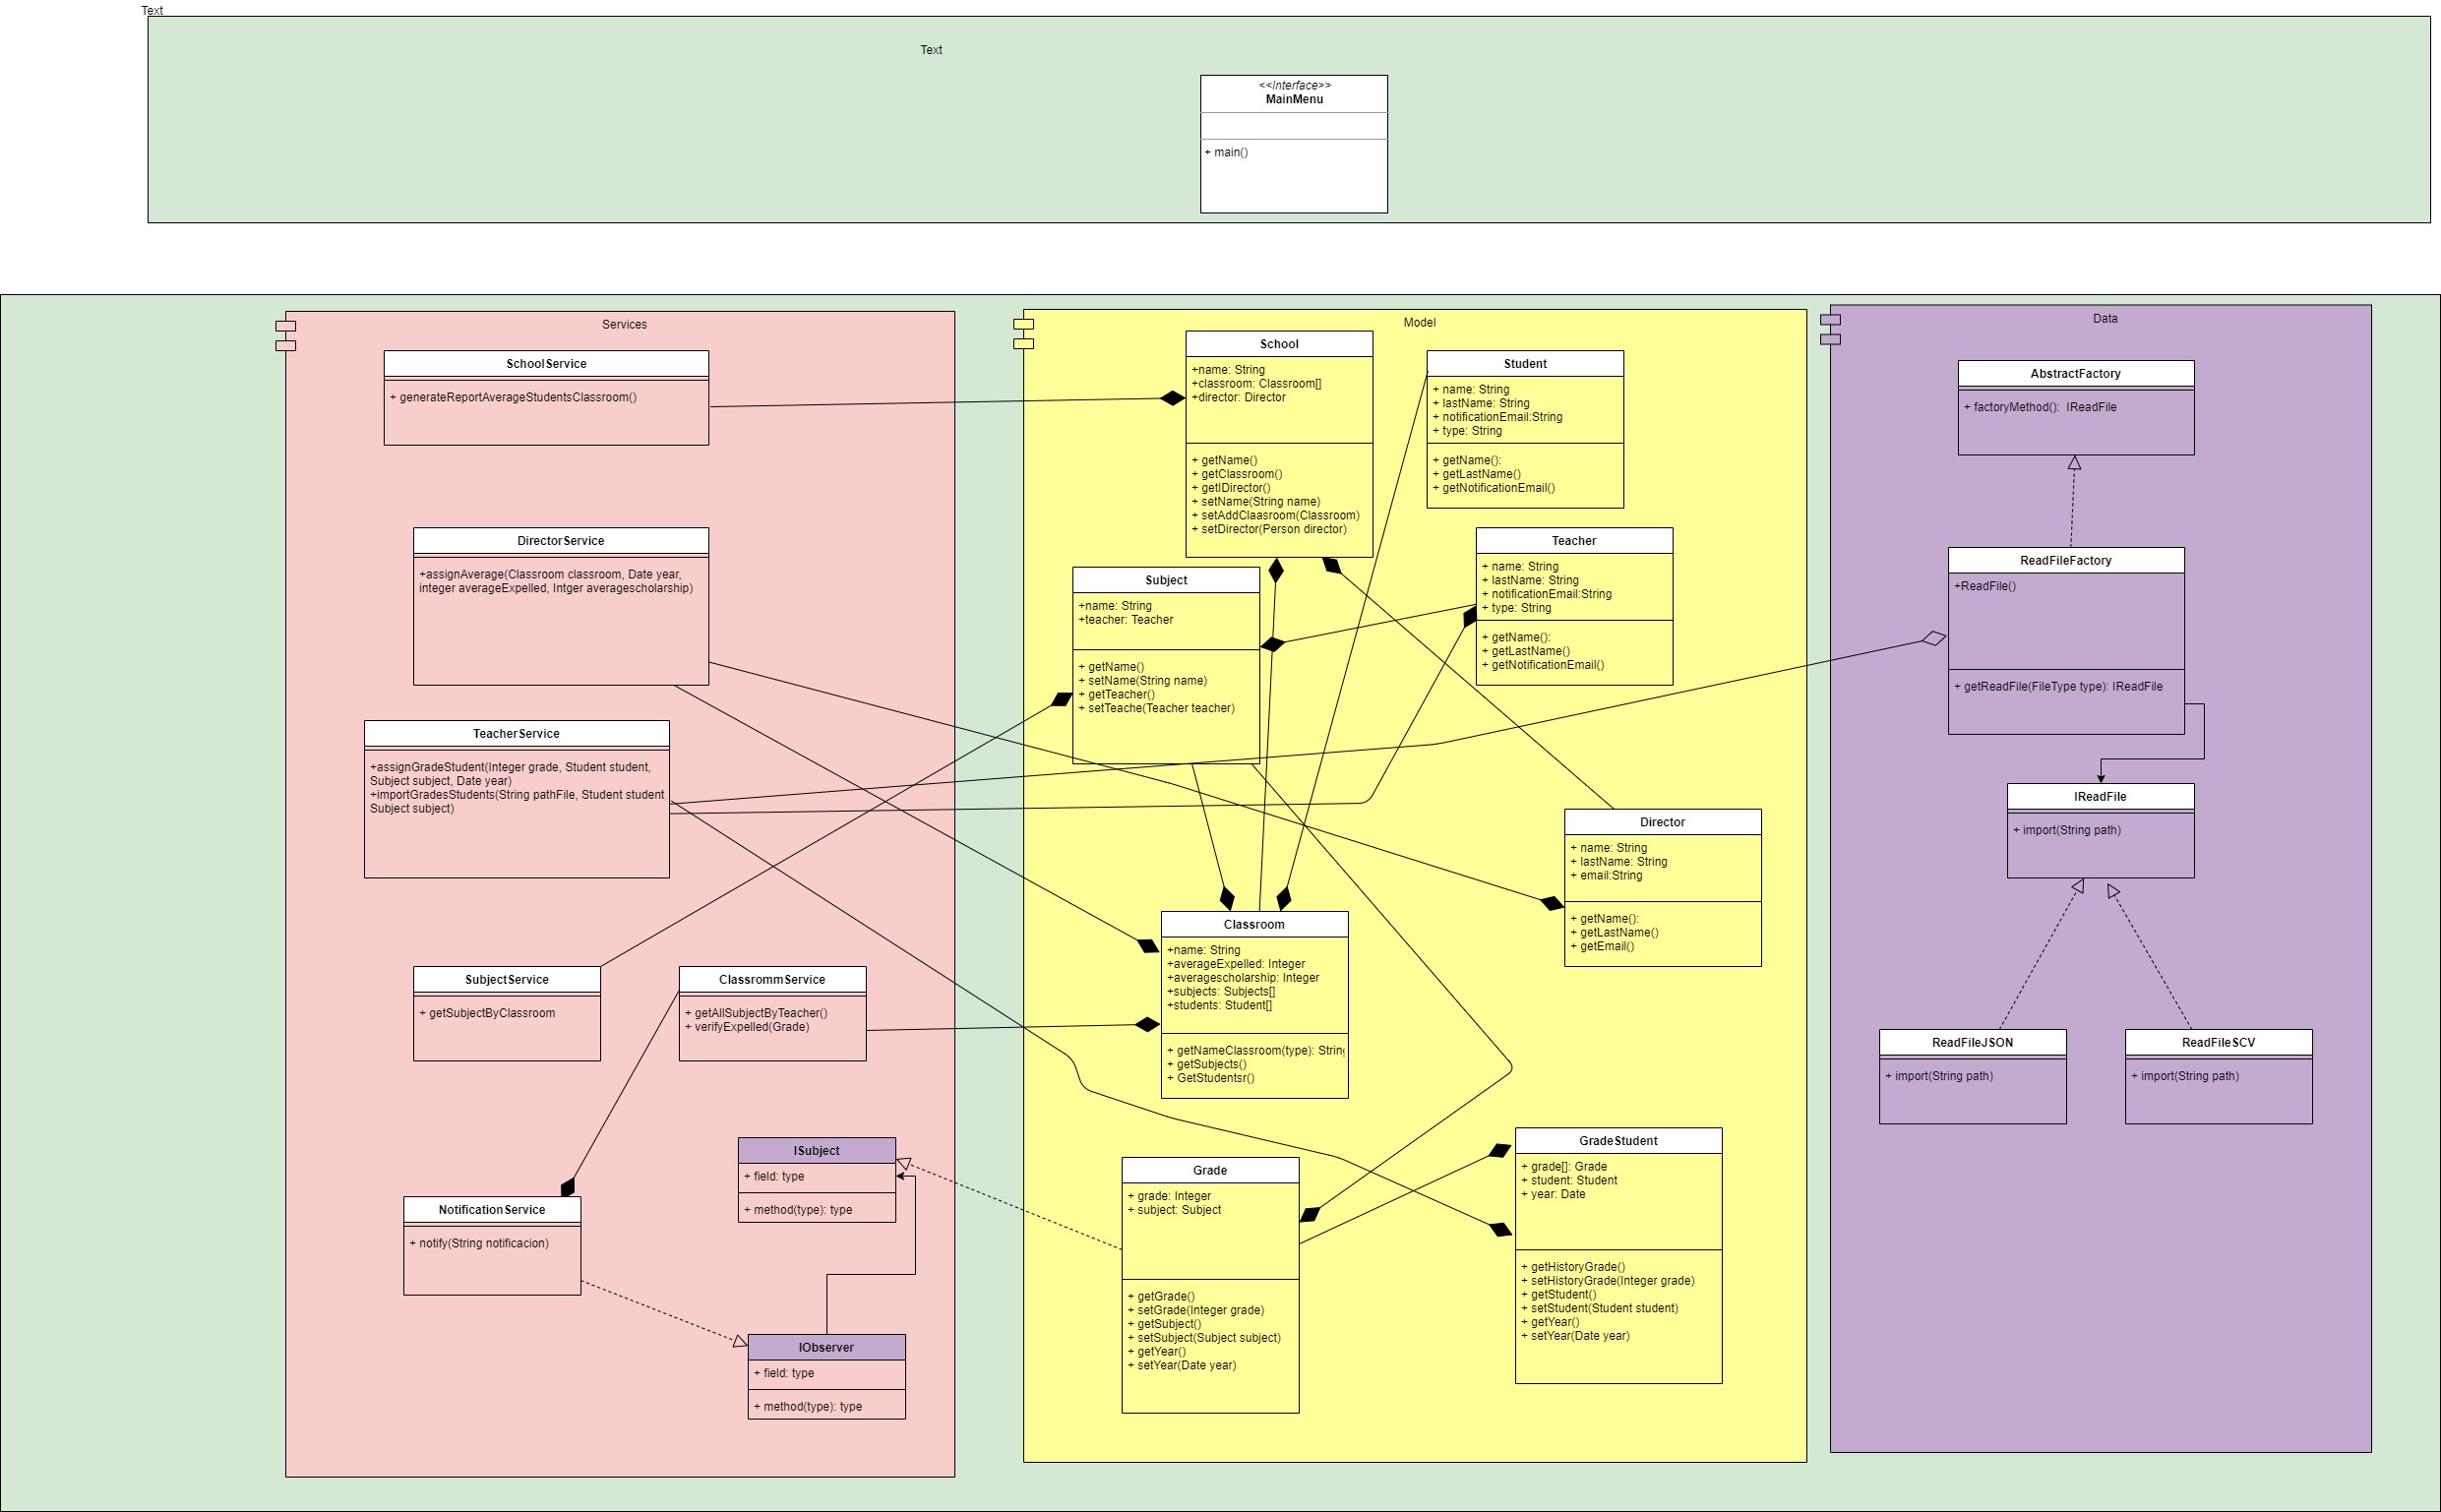 Text
Text
<<Interface>>
MainMenu
+ main()
Services
SchoolService
+ generateReportAverageStudentsClassroom()
DirectorService
+assignAverage(Classroom classroom, Date year,
integer averageExpelled, Intger averagescholarship)
TeacherService
+assignGradeStudent(Integer grade, Student student,
Subject subject, Date year)
+importGradesStudents(String pathFile, Student student
Subject subject)
SubjectService
+ getSubjectByClassroom
ClassrommService
+ getAllSubjectByTeacher()
+ verifyExpelled(Grade)
NotificationService
+ notify(String notificacion)
ISubject
+ field: type
+ method(type): type
IObserver
+ field: type
+ method(type): type
Model
School
+name: String
+classroom: Classroom[]
+director: Director
+ getName()
+ getClassroom()
+ getIDirector()
+ setName(String name)
+ setAddClaasroom(Classroom)
+ setDirector(Person director)
Student
+ name: String
+ lastName: String
+ notificationEmail:String
+ type: String
+ getName():
+ getLastName()
+ getNotificationEmail()
Subject
+name: String
+teacher: Teacher
+ getName()
+ setName(String name)
+ getTeacher()
+ setTeache(Teacher teacher)
Teacher
+ name: String
+ lastName: String
+ notificationEmail:String
+ type: String
+ getName():
+ getLastName()
+ getNotificationEmail()
Director
+ name: String
+ lastName: String
+ email:String
+ getName():
+ getLastName()
+ getEmail()
Classroom
+name: String
+averageExpelled: Integer
+averagescholarship: Integer
+subjects: Subjects[]
+students: Student[]
+ getNameClassroom(type): String
+ getSubjects()
+ GetStudentsr()
Grade
+ grade: Integer
+ subject: Subject
+ getGrade()
+ setGrade(Integer grade)
+ getSubject()
+ setSubject(Subject subject)
+ getYear()
+ setYear(Date year)
GradeStudent
+ grade[]: Grade
+ student: Student
+ year: Date
+ getHistoryGrade()
+ setHistoryGrade(Integer grade)
+ getStudent()
+ setStudent(Student student)
+ getYear()
+ setYear(Date year)
Data
AbstractFactory
+ factoryMethod(): IReadFile
ReadFileFactory
+ReadFile()
+ getReadFile(FileType type): IReadFile
IReadFile
+ import(String path)
ReadFileJSON
+ import(String path)
ReadFileSCV
+ import(String path)